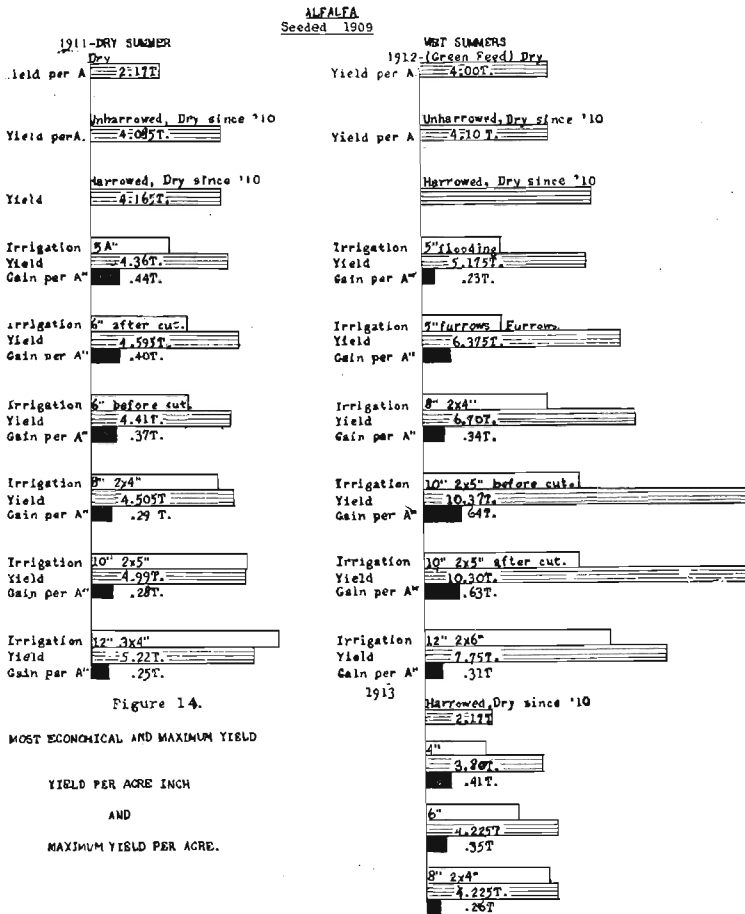 ALFALFA
Seeded 1909
1911-DRY SUMMER
Dry
Yield per A 2.17T.
Unharrowed, Dry since '10
Yield per A. 4.085T.
Harrowed, Dry since '10
Yield 4.165T.
Irrigation 5 A"
Yield 4.36T.
Gain per A" .44T.
Irrigation 6" after cut.
Yield 4.595T.
Gain per A" .40T.
Irrigation 6" before cut.
Yield 4.41T.
Gain per A" .37T.
Irrigation 8" 2x4"
Yield 4.505T.
Gain per A" .29 T.
Irrigation 10" 2x5"
Yield 4.99T.
Gain per A" .28T.
Irrigation 12" 3x4"
Yield 5.22T.
Gain per A" .25T.
Figure 14.
MOST ECONOMICAL AND MAXIMUM YIELD
YIELD PER ACRE INCH
AND
MAXIMUM YIELD PER ACRE.
WET SUMMERS
1912-(Green Feed) Dry
Yield per A 4.00T.
Unharrowed, Dry since '10
Yield per A 4.10 T.
Harrowed, Dry since '10
Yield
Irrigation 5" flooding
Yield 5.175T.
Gain per A" .23T.
Irrigation 5" furrows Furrows.
Yield 6.375T.
Gain per A"
Irrigation 8" 2x4"
Yield 6.70T.
Gain per A" .34T.
Irrigation 10" 2x5" before cut.
Yield 10.37T.
Gain per A" .64T.
Irrigation 10" 2x5" after cut.
Yield 10.30T.
Gain per A" .63T.
Irrigation 12" 2x6"
Yield 7.75T.
Gain per A" .31T
1913
Harrowed, Dry since '10
2.17T
4"
3.80T.
.41T.
6"
4.225T
.35T
8" 2x4"
4.225T
.26T